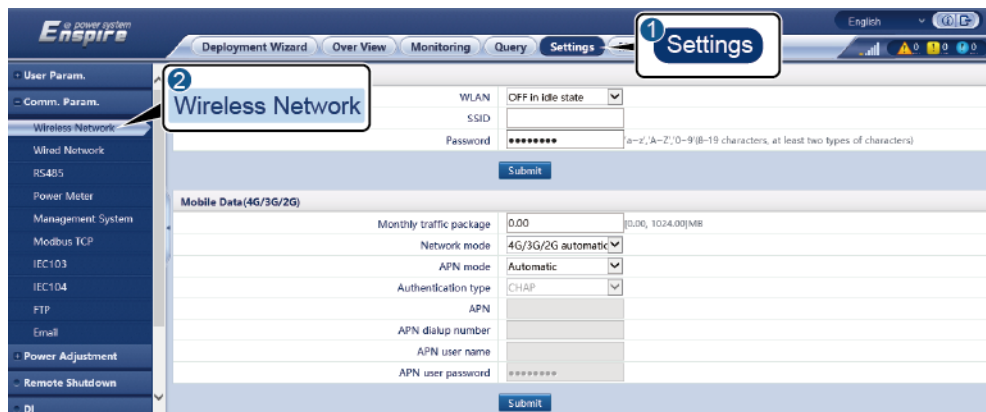 e power system
Enspire
English
Deployment Wizard
Over View
Monitoring
Query
Settings
1
Settings
0
0
0
User Param.
Comm. Param.
Wireless Network
Wired Network
RS485
Power Meter
Management System
Modbus TCP
IEC103
IEC104
FTP
Email
Power Adjustment
Remote Shutdown
DI
2
Wireless Network
WLAN OFF in idle state
SSID
Password ●●●●●●●● 'a~z','A~Z','0~9'(8~19 characters, at least two types of characters)
Submit
Mobile Data(4G/3G/2G)
Monthly traffic package 0.00 [0.00, 1024.00]MB
Network mode 4G/3G/2G automatic
APN mode Automatic
Authentication type CHAP
APN
APN dialup number
APN user name
APN user password ●●●●●●●●
Submit